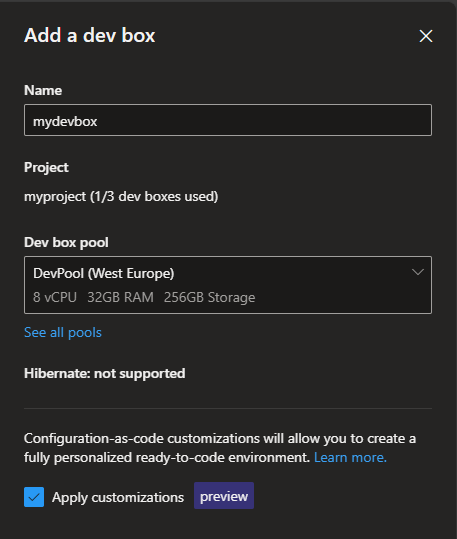 Add a dev box
Name
mydevbox
Project
myproject (1/3 dev boxes used)
Dev box pool
DevPool (West Europe)
8 vCPU 32GB RAM 256GB Storage
See all pools
Hibernate: not supported
Configuration-as-code customizations will allow you to create a
fully personalized ready-to-code environment. Learn more.
Apply customizations preview